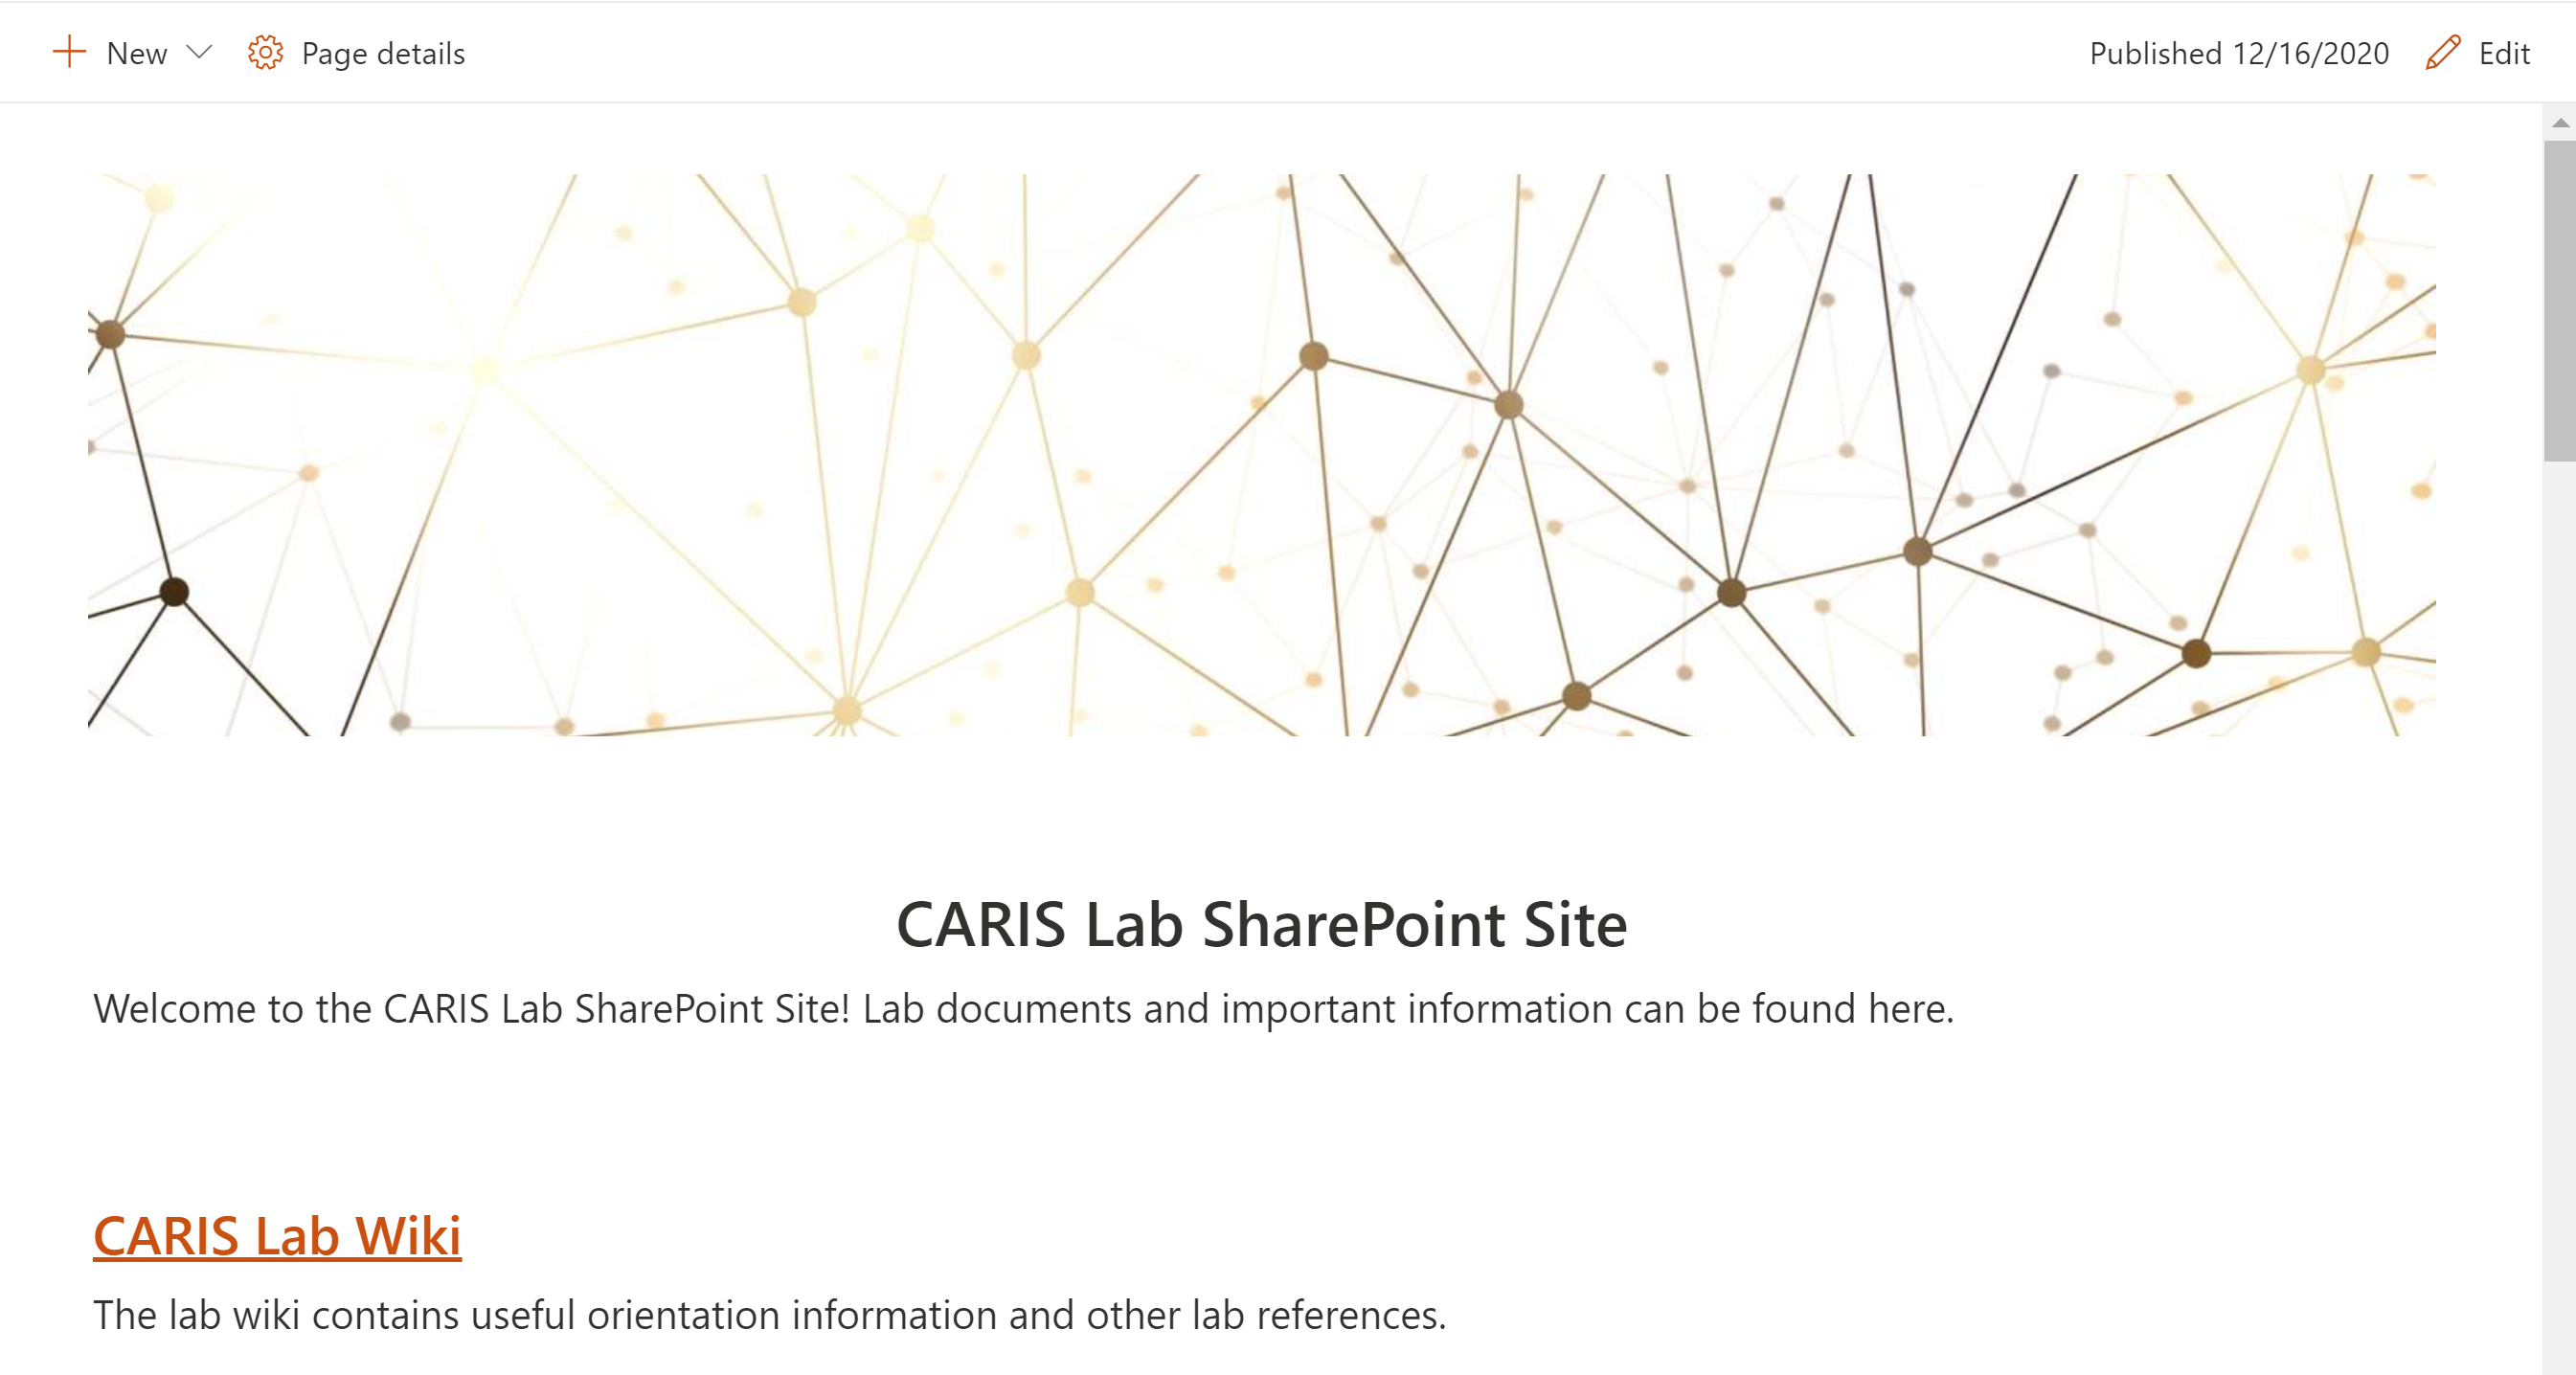 New
Page details
Published 12/16/2020
Edit
CARIS Lab SharePoint Site
Welcome to the CARIS Lab SharePoint Site! Lab documents and important information can be found here.
CARIS Lab Wiki
The lab wiki contains useful orientation information and other lab references.